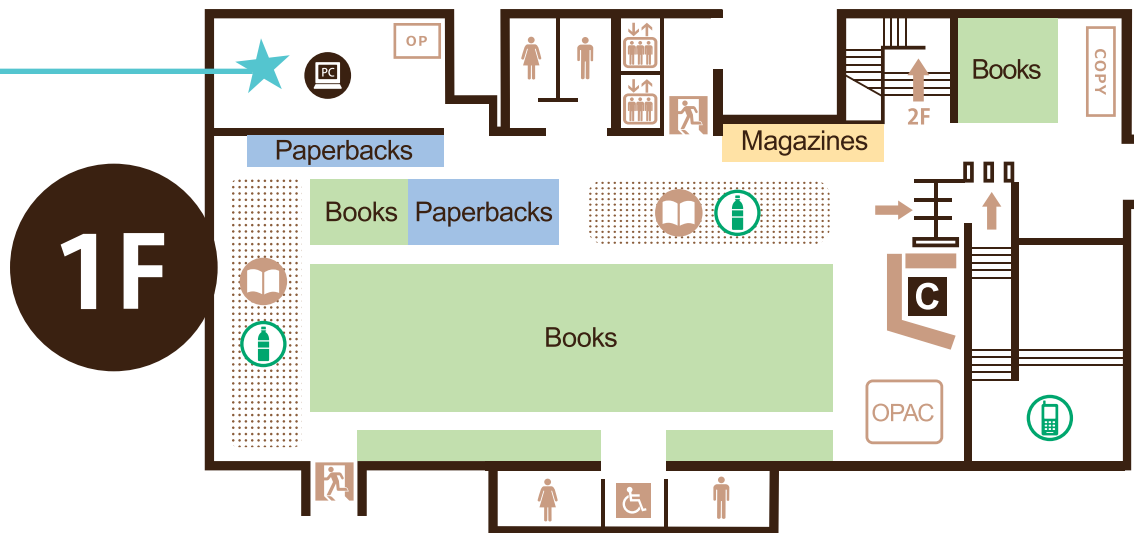 OP
PC
Books
COPY
2F
Magazines
Paperbacks
Books
Paperbacks
1F
C
Books
OPAC